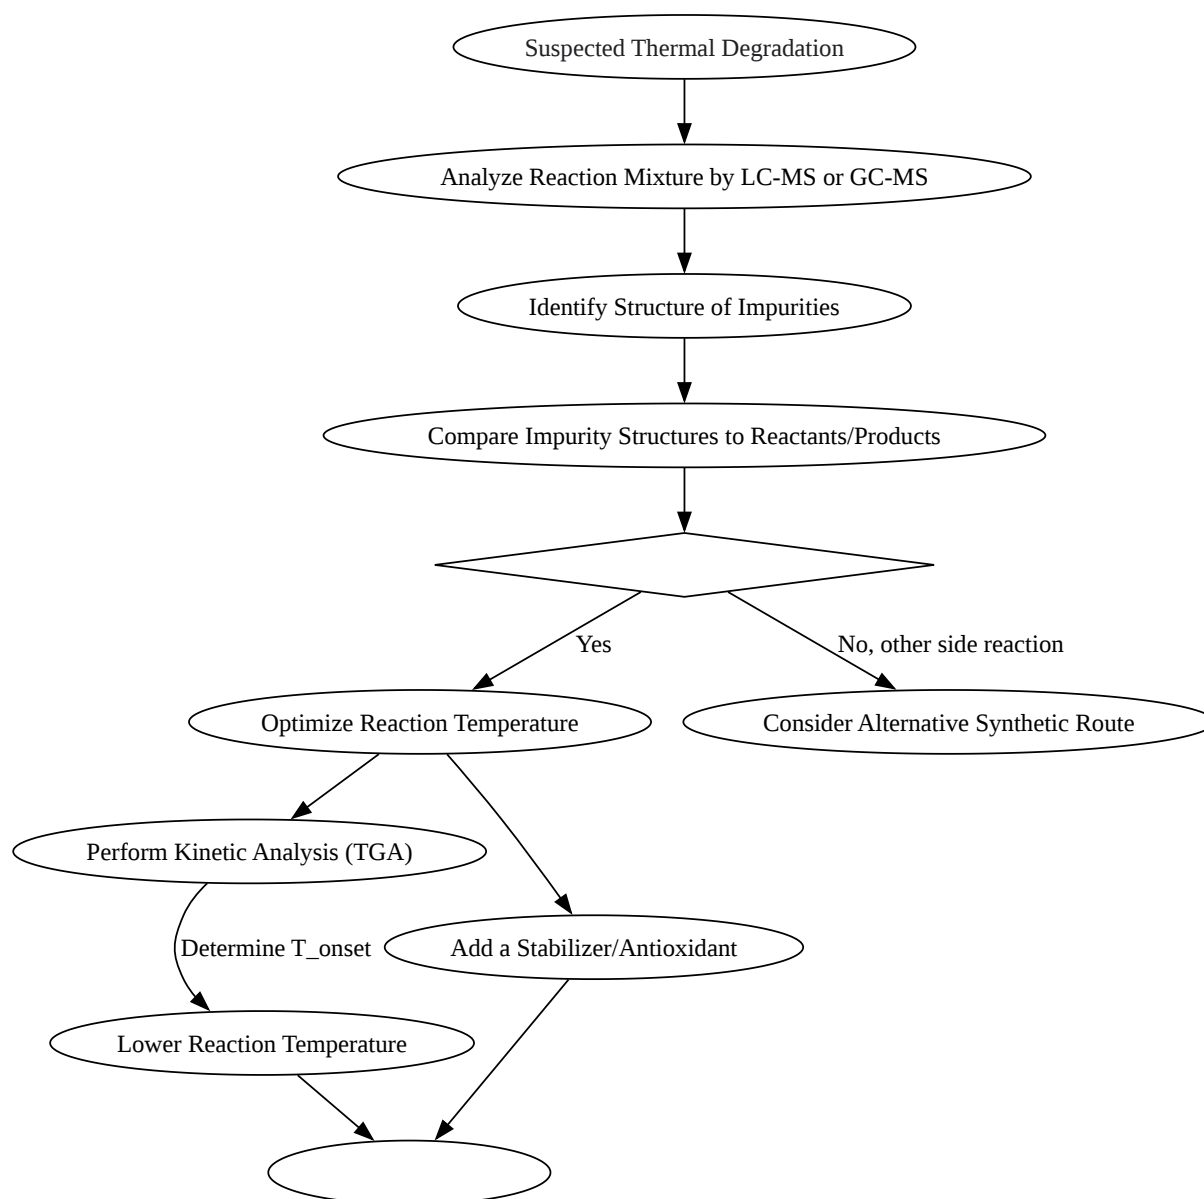 Suspected Thermal Degradation
Analyze Reaction Mixture by LC-MS or GC-MS
Identify Structure of Impurities
Compare Impurity Structures to Reactants/Products
Yes
No, other side reaction
Optimize Reaction Temperature
Consider Alternative Synthetic Route
Perform Kinetic Analysis (TGA)
Determine T_onset
Add a Stabilizer/Antioxidant
Lower Reaction Temperature